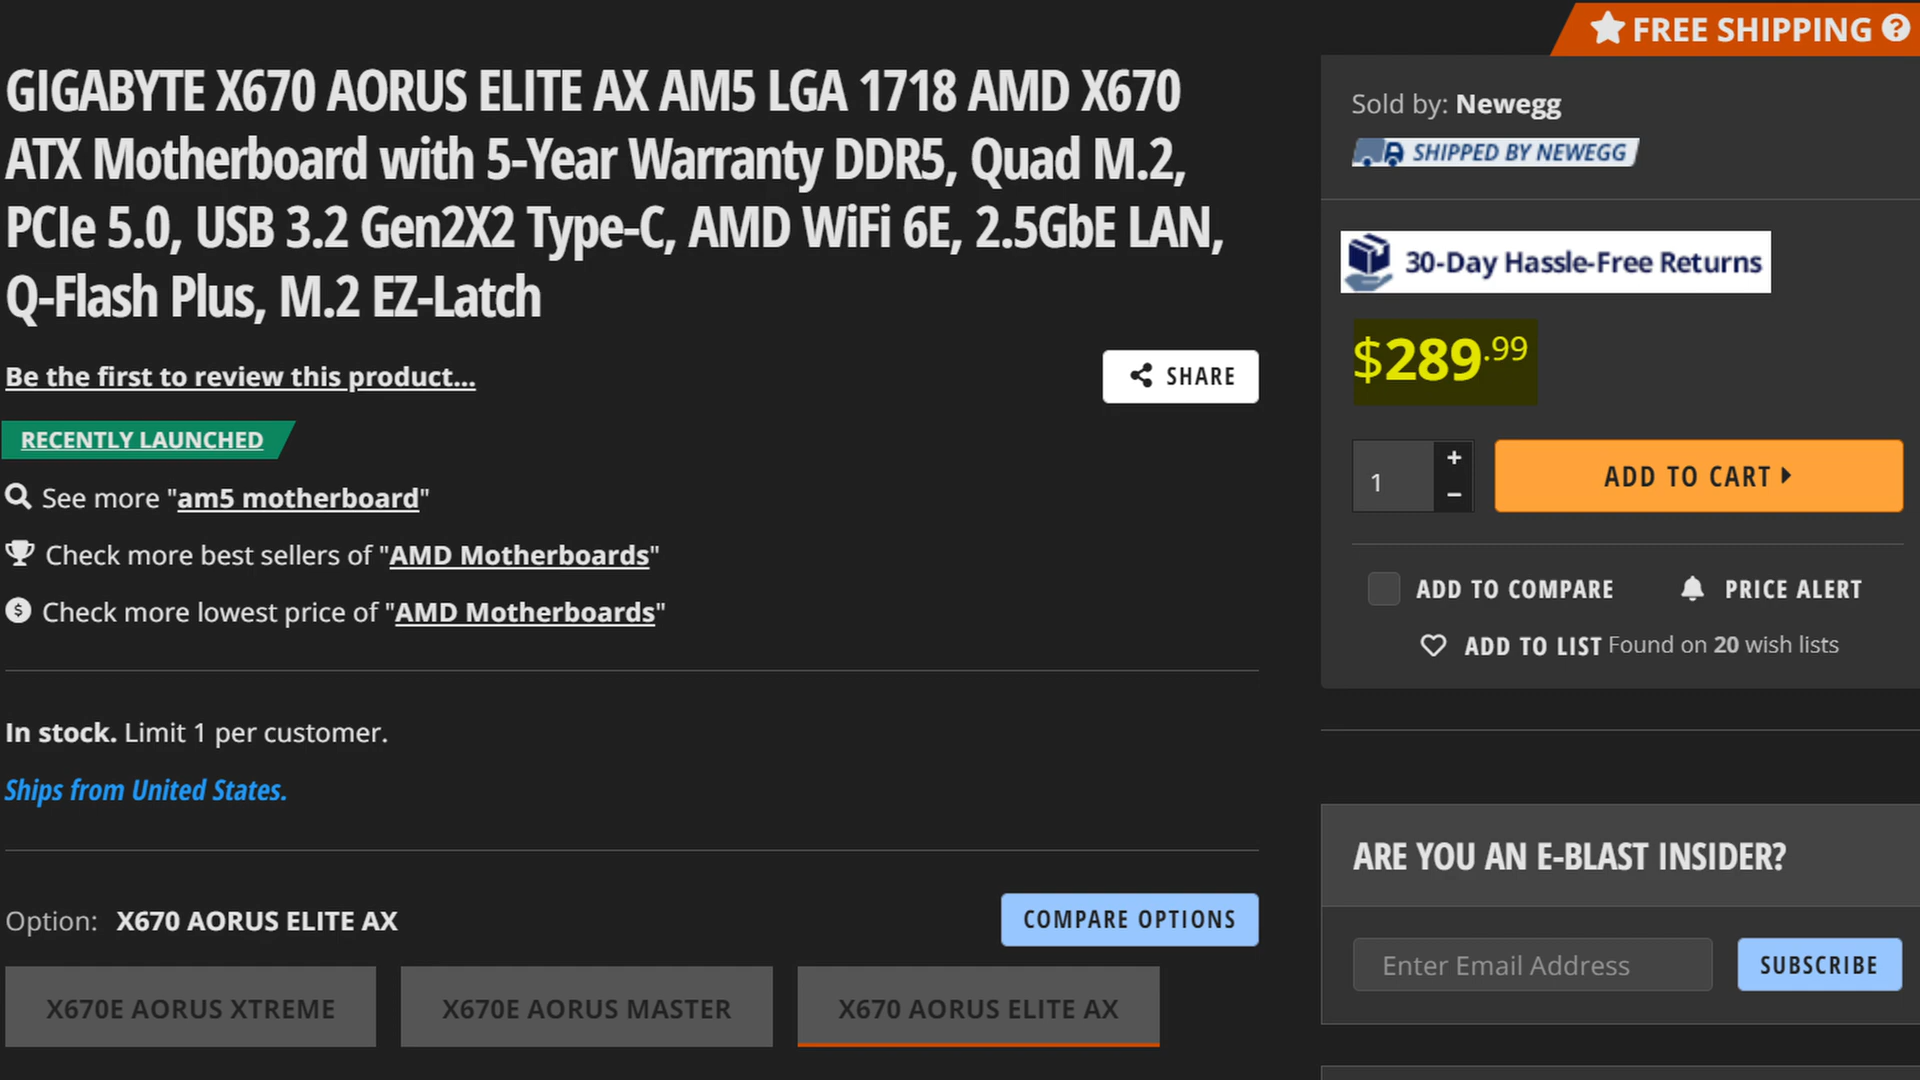 FREE SHIPPING ?
GIGABYTE X670 AORUS ELITE AX AM5 LGA 1718 AMD X670
ATX Motherboard with 5-Year Warranty DDR5, Quad M.2,
PCIe 5.0, USB 3.2 Gen2X2 Type-C, AMD WiFi 6E, 2.5GbE LAN,
Q-Flash Plus, M.2 EZ-Latch
Be the first to review this product...
SHARE
RECENTLY LAUNCHED
See more "am5 motherboard"
Check more best sellers of "AMD Motherboards"
$ Check more lowest price of "AMD Motherboards"
In stock. Limit 1 per customer.
Ships from United States.
Option: X670 AORUS ELITE AX
COMPARE OPTIONS
X670E AORUS XTREME
X670E AORUS MASTER
X670 AORUS ELITE AX
Sold by: Newegg
SHIPPED BY NEWEGG
30-Day Hassle-Free Returns
$289.99
1 + −
ADD TO CART
ADD TO COMPARE
PRICE ALERT
ADD TO LIST Found on 20 wish lists
ARE YOU AN E-BLAST INSIDER?
Enter Email Address
SUBSCRIBE